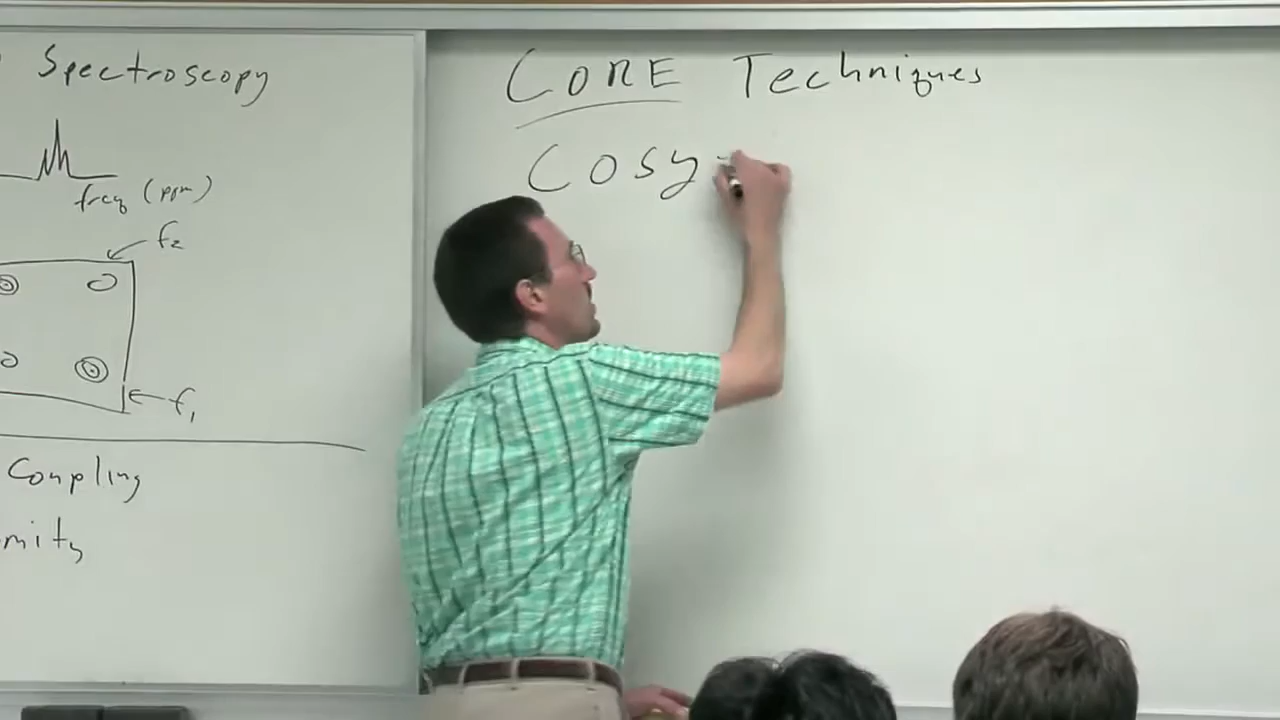 Spectroscopy
freq (ppm)
f2
f1
Coupling
CORE Techniques
COSY